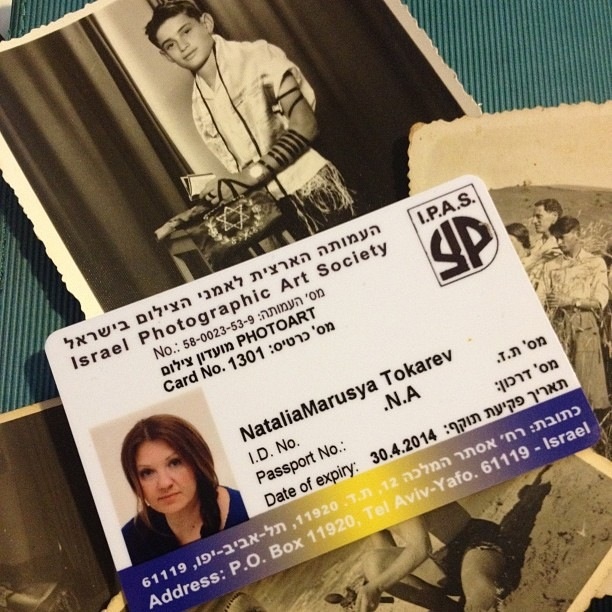 העמותה הארצית לאמני הצילום בישראל
Israel Photographic Art Society
I.P.A.S.
No.: 58-0023-53-9 :מס' העמותה
מועדון צילום PHOTOART
Card No. 1301 :מס' כרטיס
NataliaMarusya Tokarev
.N.A
I.D. No. מס' ת.ז.
Passport No.: מס' דרכון:
Date of expiry: 30.4.2014 תאריך פקיעת תוקף:
כתובת: רח' אסתר המלכה 12, ת.ד. 11920, תל-אביב-יפו, 61119
Address: P.O. Box 11920, Tel Aviv-Yafo. 61119 - Israel